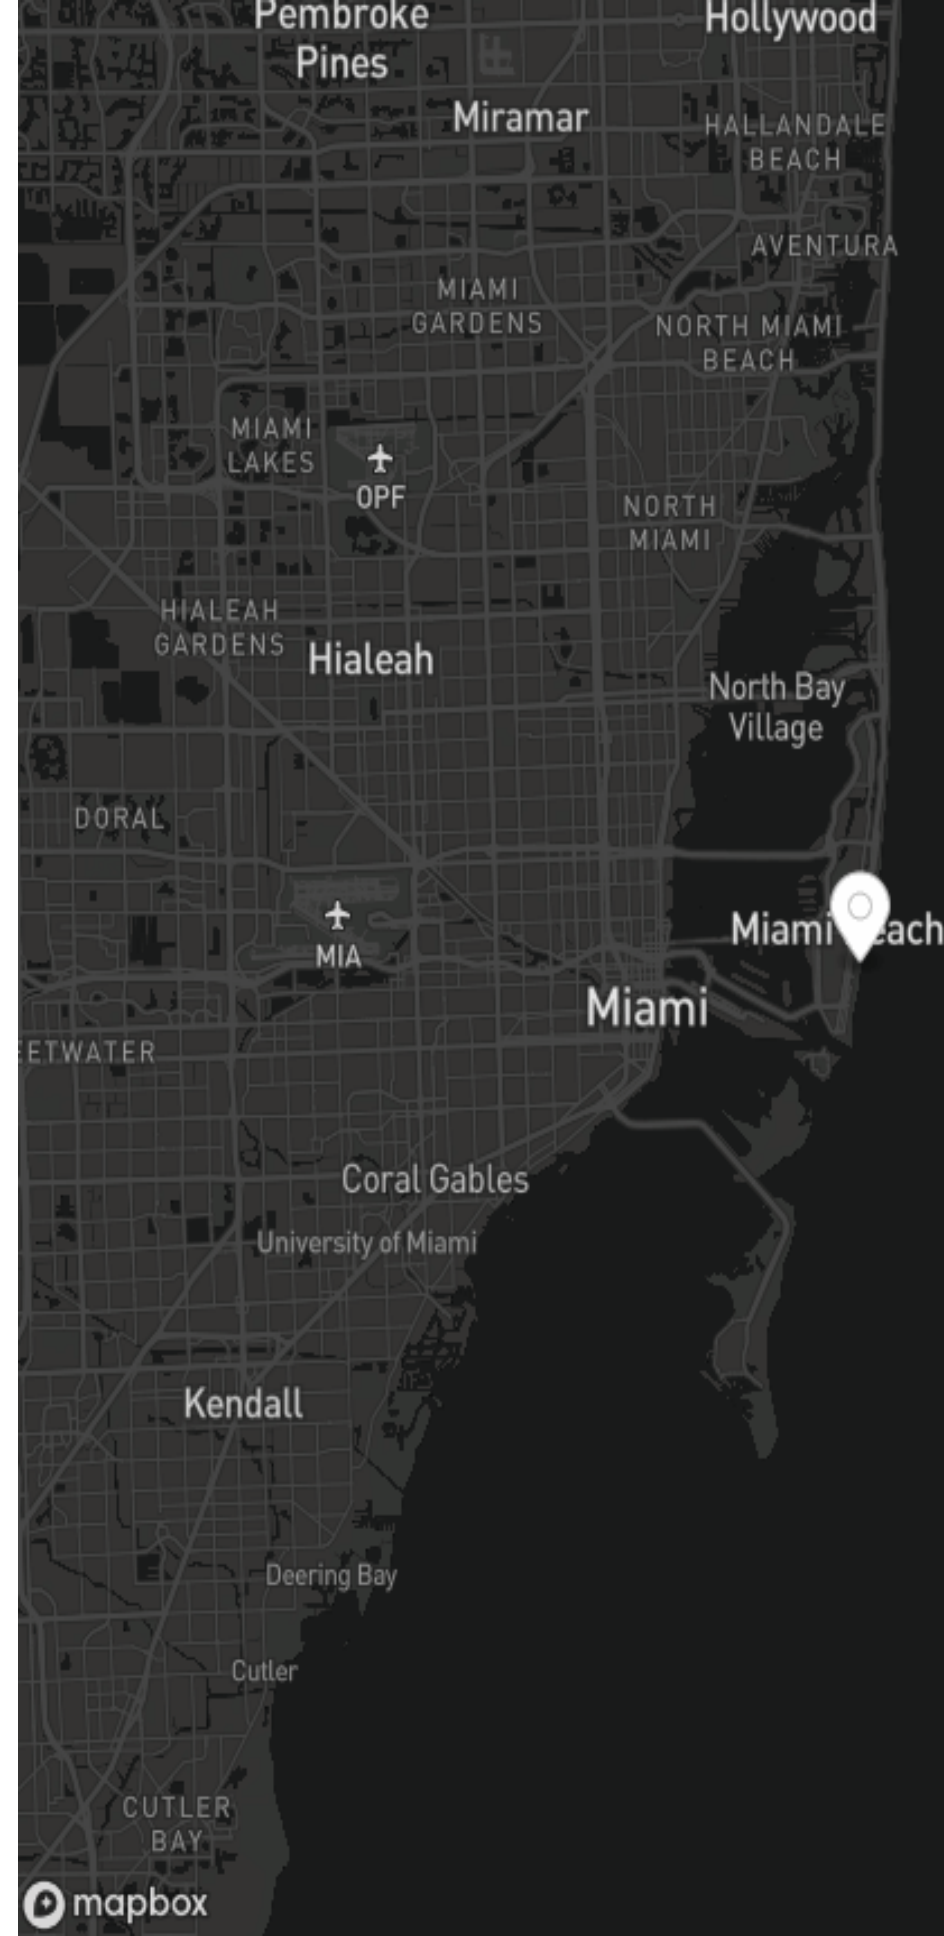 Pembroke
Pines
Hollywood
Miramar
HALLANDALE
BEACH
AVENTURA
MIAMI
GARDENS
NORTH MIAMI
BEACH
MIAMI
LAKES
OPF
NORTH
MIAMI
HIALEAH
GARDENS
Hialeah
North Bay
Village
DORAL
MIA
Miami each
Miami
EETWATER
Coral Gables
University of Miami
Kendall
Deering Bay
Cutler
CUTLER
BAY
mapbox